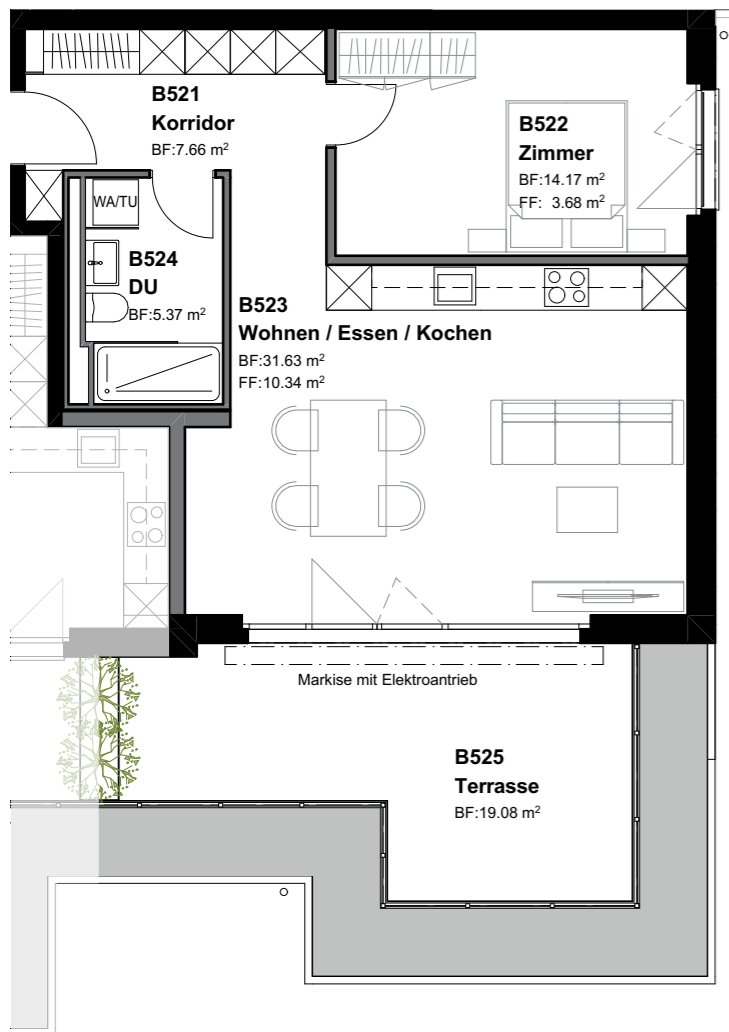 B521
Korridor
BF:7.66 m²
B522
Zimmer
BF:14.17 m²
FF: 3.68 m²
WA/TU
B524
DU
BF:5.37 m²
B523
Wohnen / Essen / Kochen
BF:31.63 m²
FF:10.34 m²
Markise mit Elektroantrieb
B525
Terrasse
BF:19.08 m²